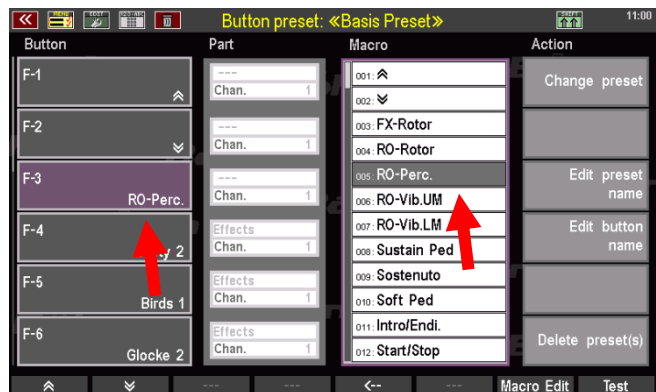 MENU
EDIT
Button preset: «Basis Preset»
SHIFT
11:00
Button
Part
Macro
Action
F-1
---
Chan. 1
F-2
---
Chan. 1
F-3
RO-Perc.
---
Chan. 1
F-4
2
Effects
Chan. 1
F-5
Birds 1
Effects
Chan. 1
F-6
Glocke 2
Effects
Chan. 1
001:
002:
003: FX-Rotor
004: RO-Rotor
005: RO-Perc.
006: RO-Vib.UM
007: RO-Vib.LM
008: Sustain Ped
009: Sostenuto
010: Soft Ped
011: Intro/Endi.
012: Start/Stop
Change preset
Edit preset
name
Edit button
name
Delete preset(s)
---
---
<--
---
Macro Edit
Test